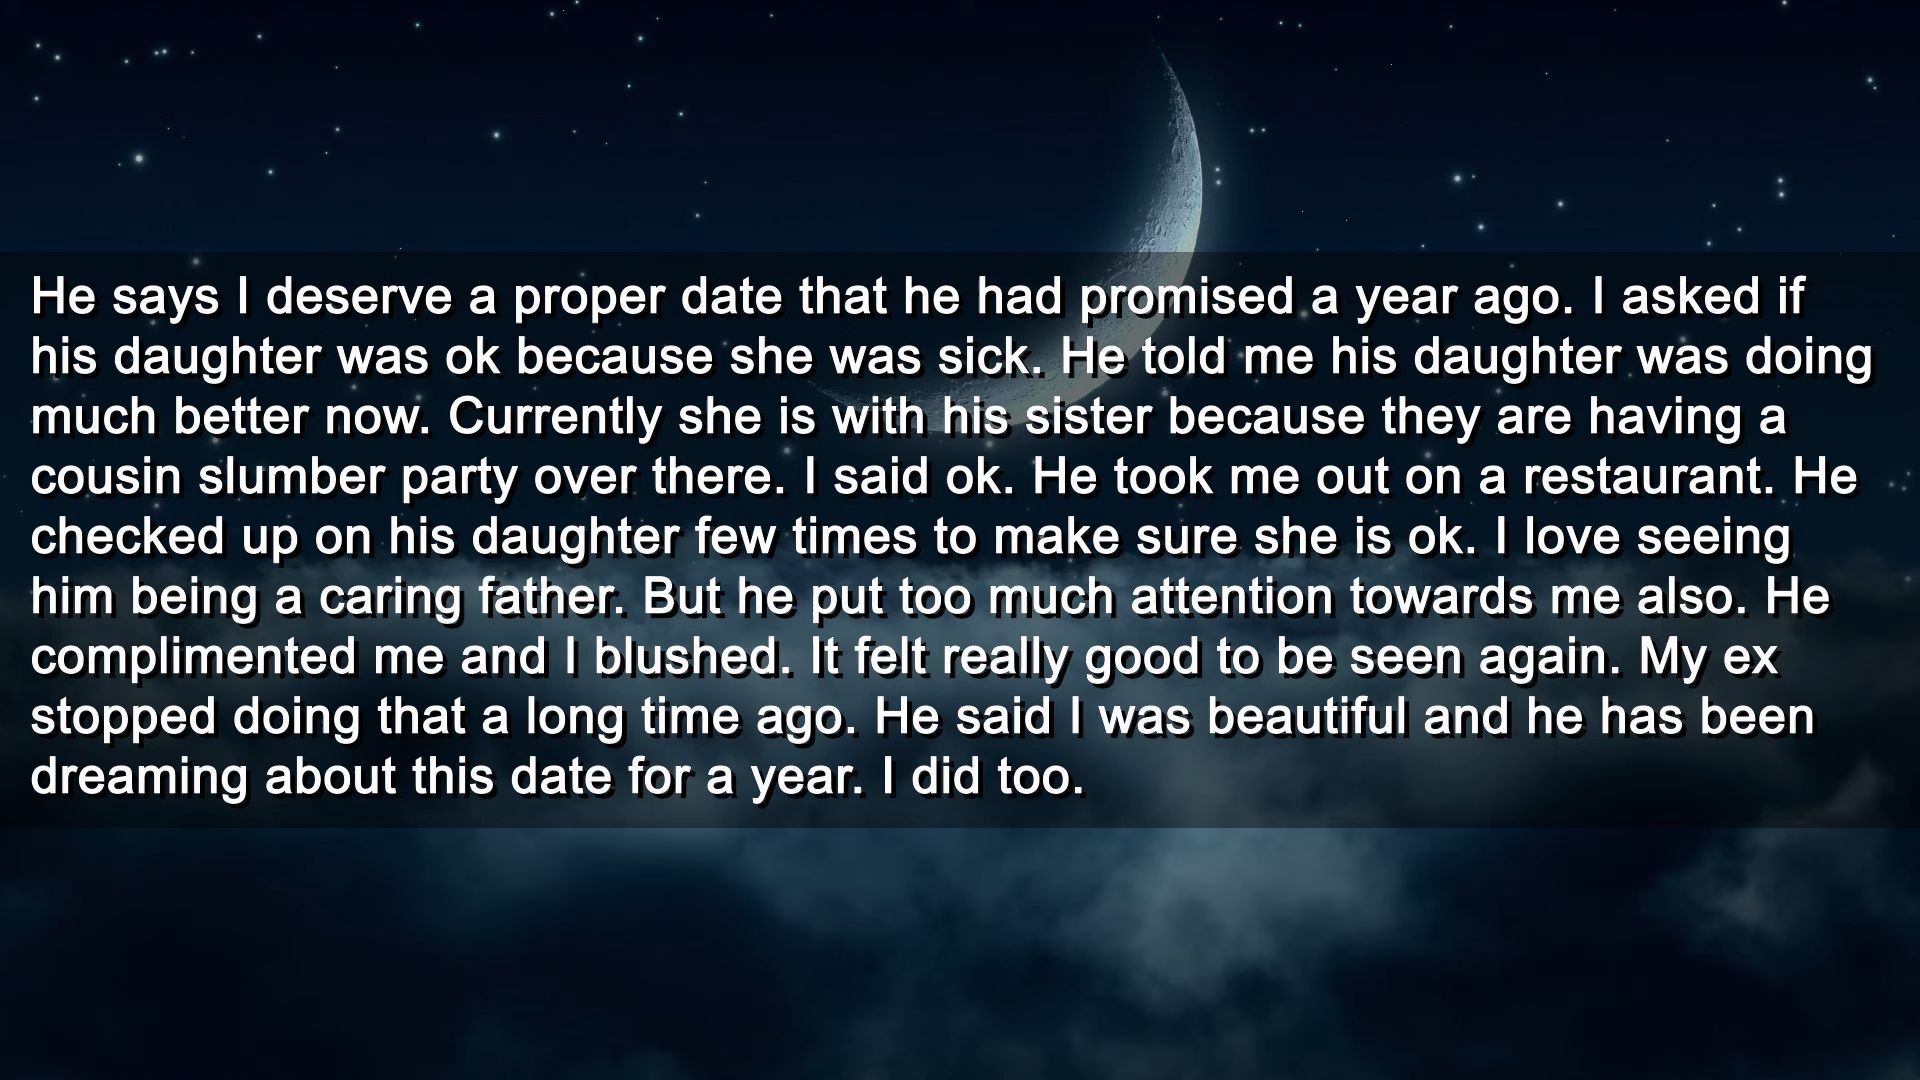 He says I deserve a proper date that he had promised a year ago. I asked if
his daughter was ok because she was sick. He told me his daughter was doing
much better now. Currently she is with his sister because they are having a
cousin slumber party over there. I said ok. He took me out on a restaurant. He
checked up on his daughter few times to make sure she is ok. I love seeing
him being a caring father. But he put too much attention towards me also. He
complimented me and I blushed. It felt really good to be seen again. My ex
stopped doing that a long time ago. He said I was beautiful and he has been
dreaming about this date for a year. I did too.